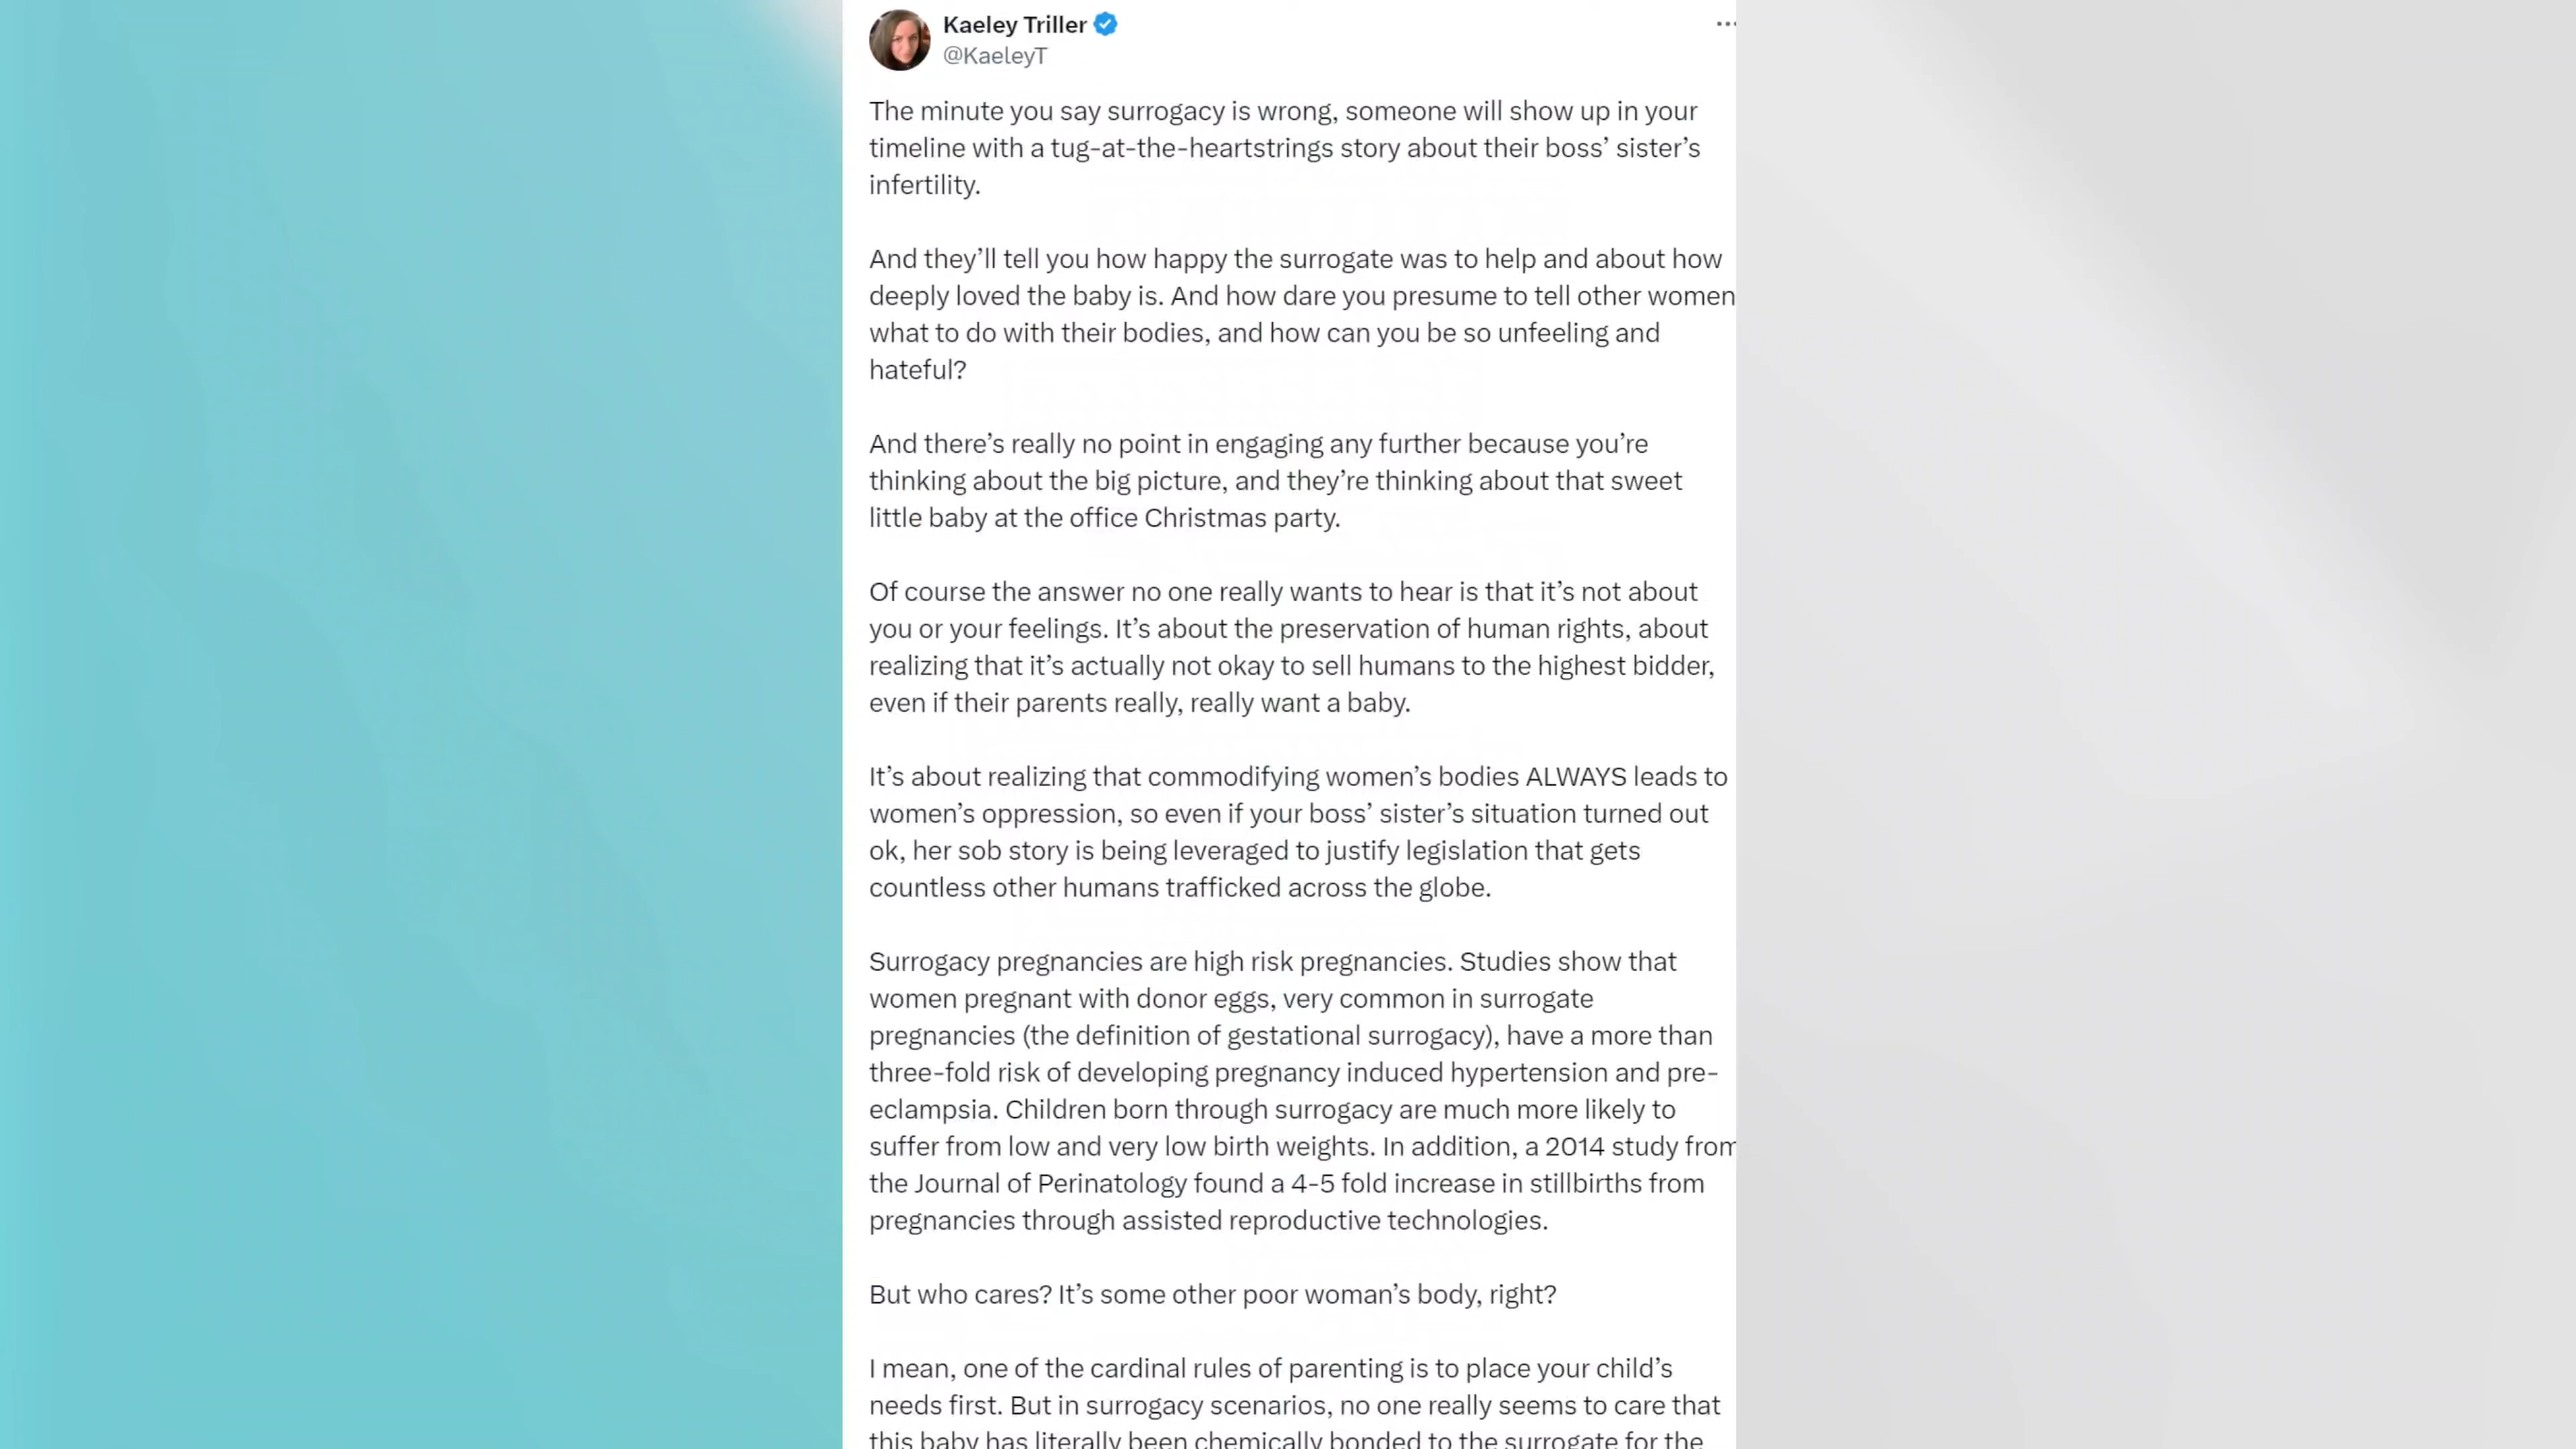 Kaeley Triller
@KaeleyT
The minute you say surrogacy is wrong, someone will show up in your
timeline with a tug-at-the-heartstrings story about their boss’ sister’s
infertility.
And they’ll tell you how happy the surrogate was to help and about how
deeply loved the baby is. And how dare you presume to tell other women
what to do with their bodies, and how can you be so unfeeling and
hateful?
And there’s really no point in engaging any further because you’re
thinking about the big picture, and they’re thinking about that sweet
little baby at the office Christmas party.
Of course the answer no one really wants to hear is that it’s not about
you or your feelings. It’s about the preservation of human rights, about
realizing that it’s actually not okay to sell humans to the highest bidder,
even if their parents really, really want a baby.
It’s about realizing that commodifying women’s bodies ALWAYS leads to
women’s oppression, so even if your boss’ sister’s situation turned out
ok, her sob story is being leveraged to justify legislation that gets
countless other humans trafficked across the globe.
Surrogacy pregnancies are high risk pregnancies. Studies show that
women pregnant with donor eggs, very common in surrogate
pregnancies (the definition of gestational surrogacy), have a more than
three-fold risk of developing pregnancy induced hypertension and pre-
eclampsia. Children born through surrogacy are much more likely to
suffer from low and very low birth weights. In addition, a 2014 study from
the Journal of Perinatology found a 4-5 fold increase in stillbirths from
pregnancies through assisted reproductive technologies.
But who cares? It’s some other poor woman’s body, right?
I mean, one of the cardinal rules of parenting is to place your child’s
needs first. But in surrogacy scenarios, no one really seems to care that
this baby has literally been chemically bonded to the surrogate for the